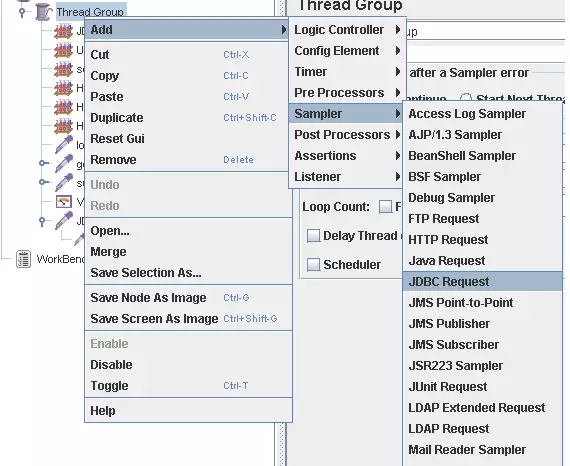 Thread Group
Thread Group
Add
Cut Ctrl-X
Copy Ctrl-C
Paste Ctrl-V
Duplicate Ctrl+Shift-C
Reset Gui
Remove Delete
Undo
Redo
Open...
Merge
Save Selection As...
Save Node As Image Ctrl-G
Save Screen As Image Ctrl+Shift-G
Enable
Disable
Toggle Ctrl-T
Help
WorkBenc
Logic Controller
Config Element
Timer
Pre Processors
Sampler
Post Processors
Assertions
Listener
up
after a Sampler error
ontinue Start Next Threa
Loop Count: F
Delay Thread
Scheduler
Access Log Sampler
AJP/1.3 Sampler
BeanShell Sampler
BSF Sampler
Debug Sampler
FTP Request
HTTP Request
Java Request
JDBC Request
JMS Point-to-Point
JMS Publisher
JMS Subscriber
JSR223 Sampler
JUnit Request
LDAP Extended Request
LDAP Request
Mail Reader Sampler